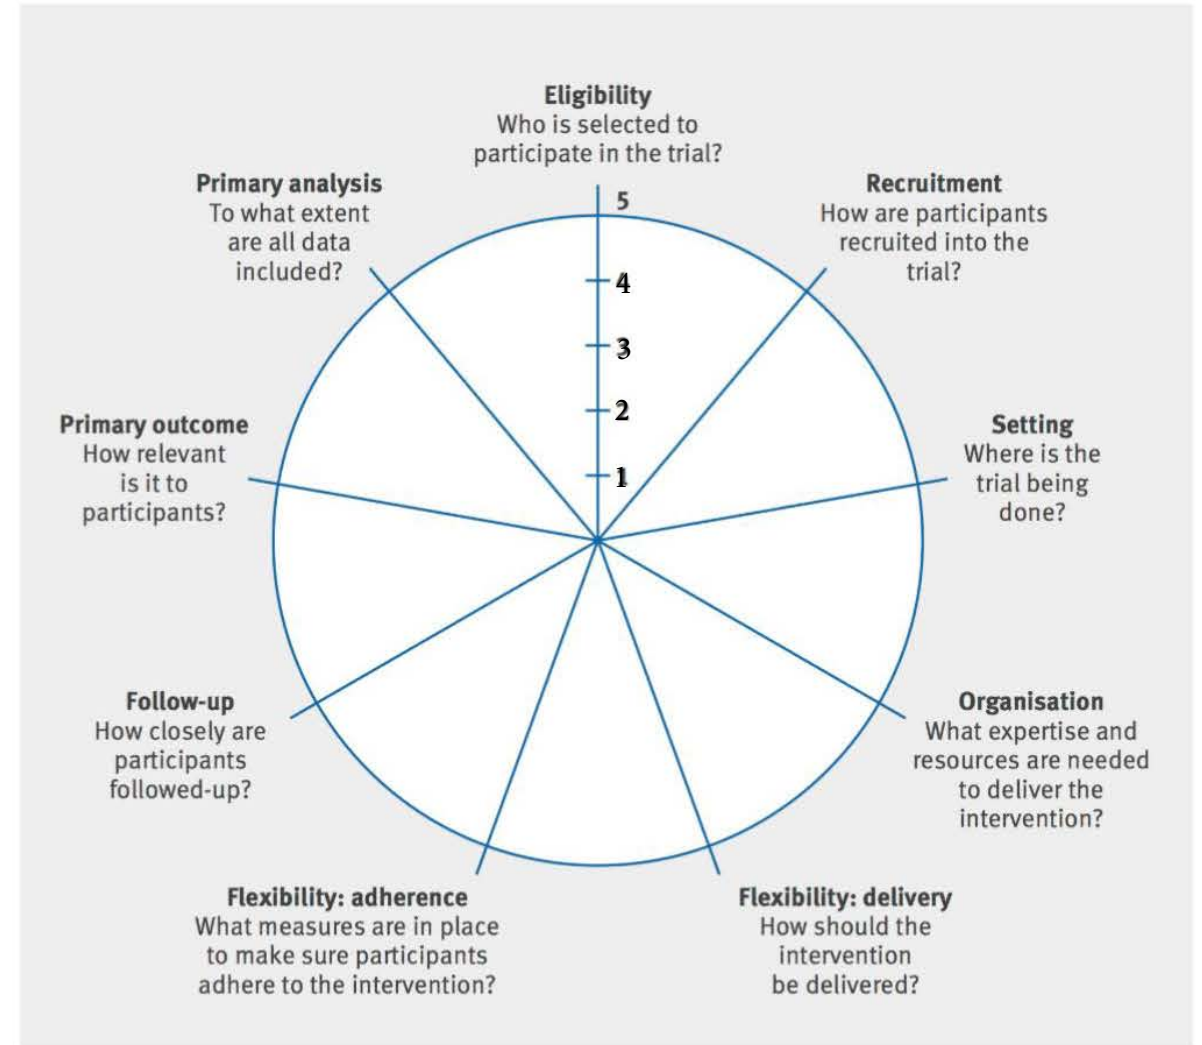 Eligibility
Who is selected to
participate in the trial?
5
4
3
2
1
Recruitment
How are participants
recruited into the
trial?
Setting
Where is the
trial being
done?
Organisation
What expertise and
resources are needed
to deliver the
intervention?
Flexibility: delivery
How should the
intervention
be delivered?
Flexibility: adherence
What measures are in place
to make sure participants
adhere to the intervention?
Follow-up
How closely are
participants
followed-up?
Primary outcome
How relevant
is it to
participants?
Primary analysis
To what extent
are all data
included?